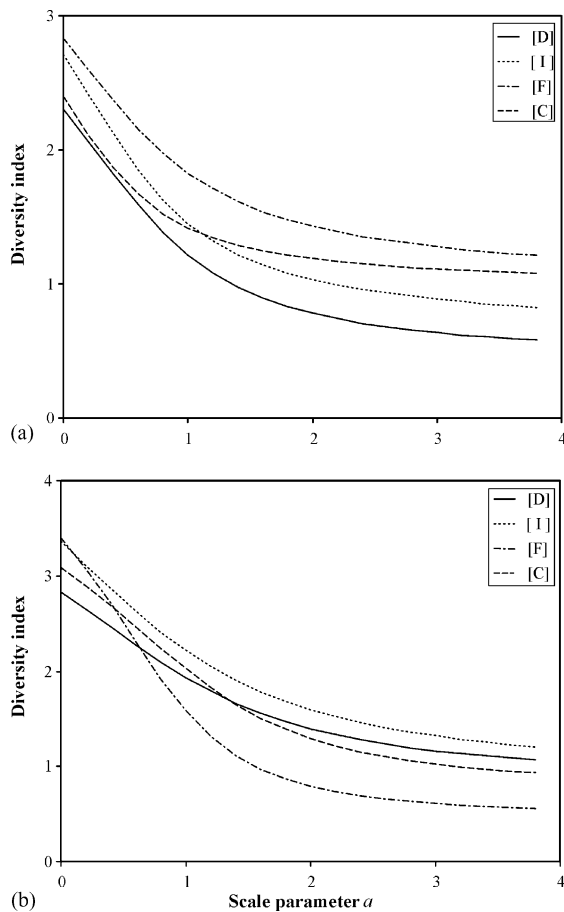 3
[D]
[ I ]
[F]
[C]
2
Diversity index
1
0
(a)
0
1
2
3
4
4
[D]
[ I ]
[F]
[C]
3
2
Diversity index
1
0
(b)
0
1
2
3
4
Scale parameter a